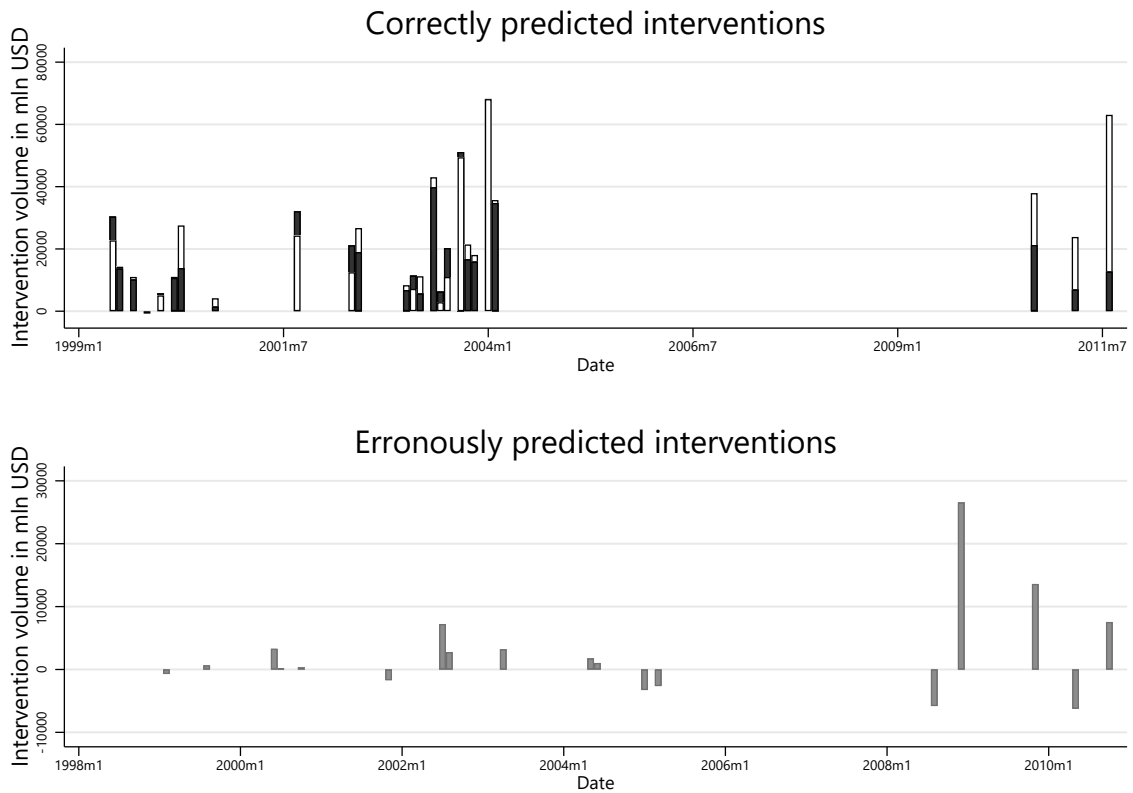 Correctly predicted interventions
Intervention volume in mln USD
80000
60000
40000
20000
0
1999m1 2001m7 2004m1 2006m7 2009m1 2011m7
Date
Erronously predicted interventions
Intervention volume in mln USD
30000
20000
10000
0
-10000
1998m1 2000m1 2002m1 2004m1 2006m1 2008m1 2010m1
Date